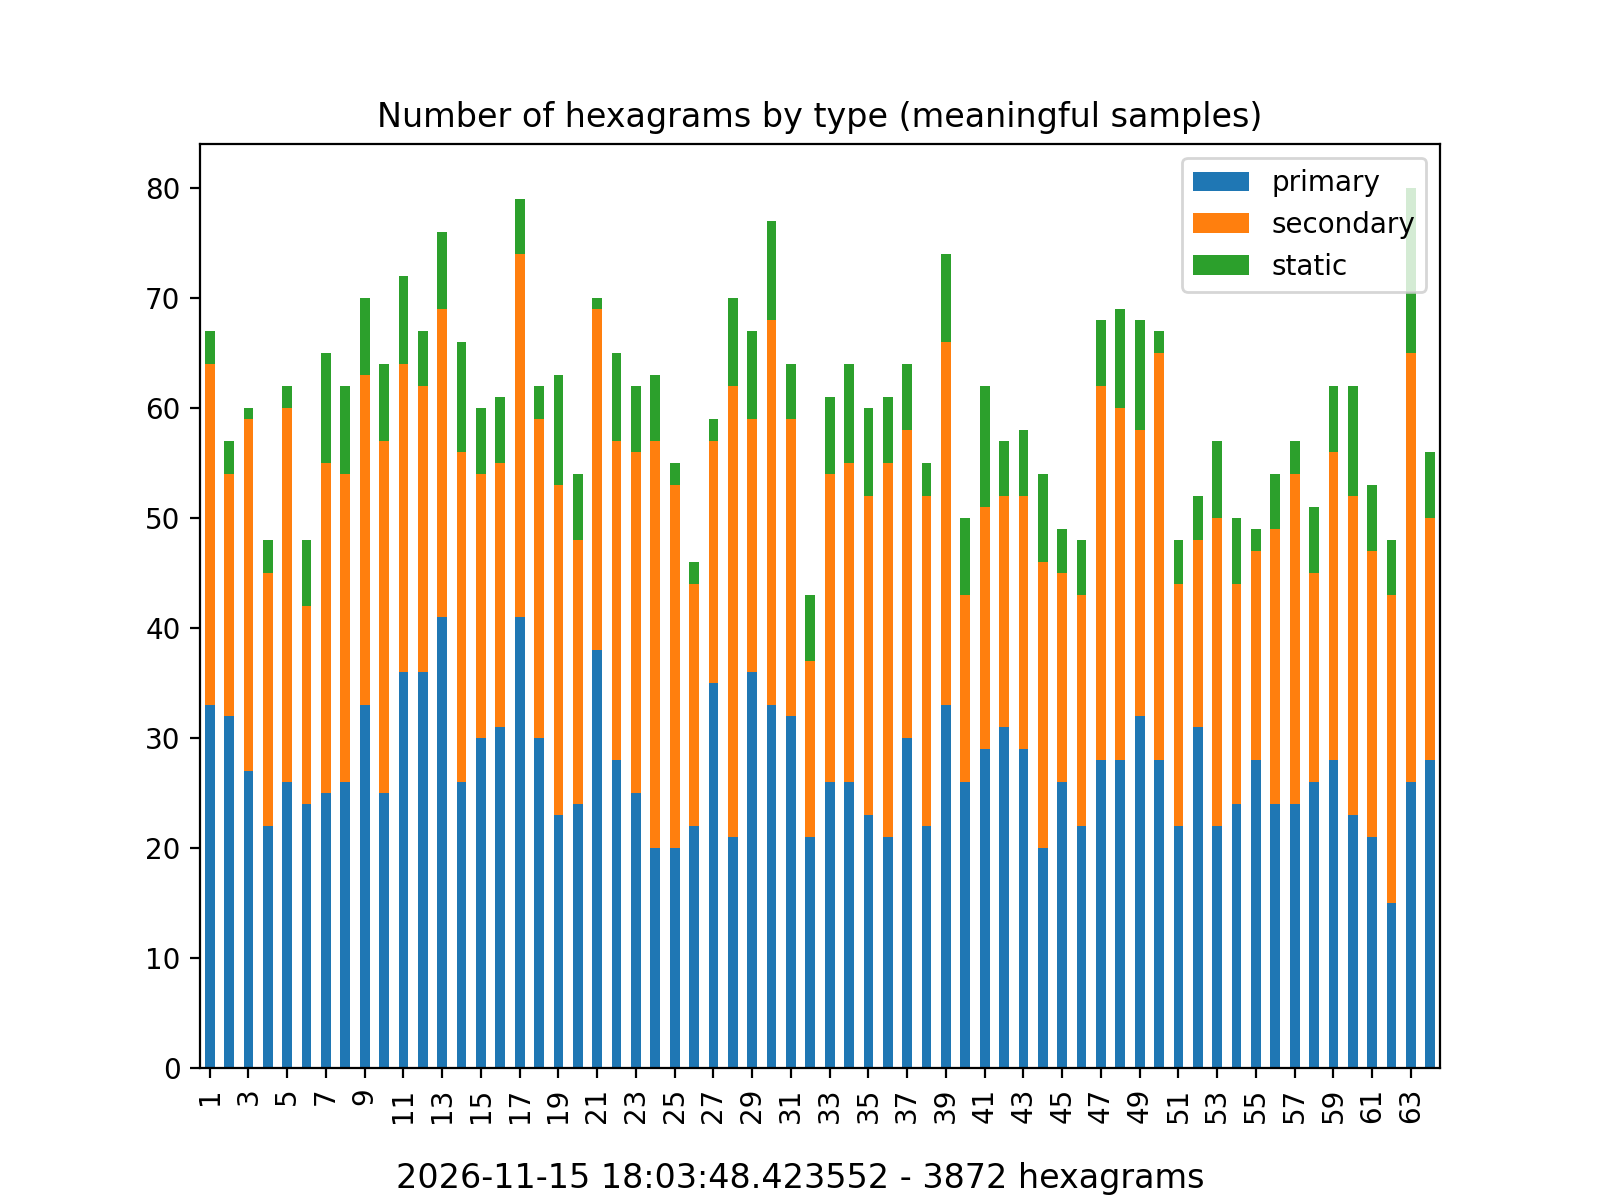 Number of hexagrams by type (meaningful samples)
primary
secondary
static
80
70
60
50
40
30
20
10
0
1 3 5 7 9 11 13 15 17 19 21 23 25 27 29 31 33 35 37 39 41 43 45 47 49 51 53 55 57 59 61 63
2026-11-15 18:03:48.423552 - 3872 hexagrams